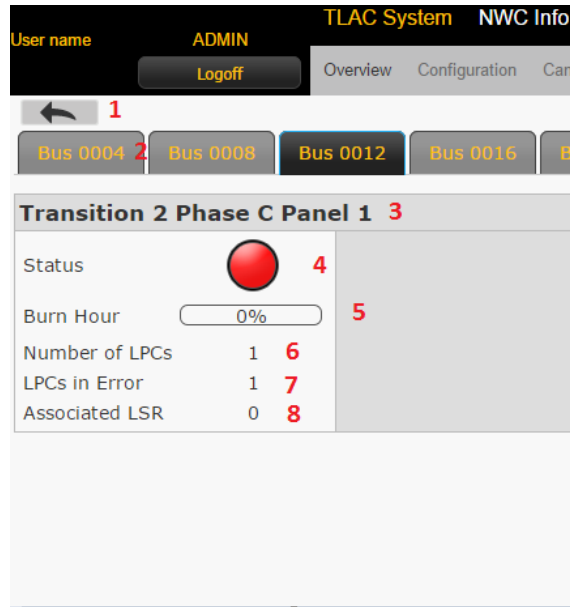 TLAC System NWC Info
User name ADMIN
Logoff Overview Configuration
1
Bus 0004 2 Bus 0008 Bus 0012 Bus 0016
Transition 2 Phase C Panel 1 3
Status 4
Burn Hour 0% 5
Number of LPCs 1 6
LPCs in Error 1 7
Associated LSR 0 8